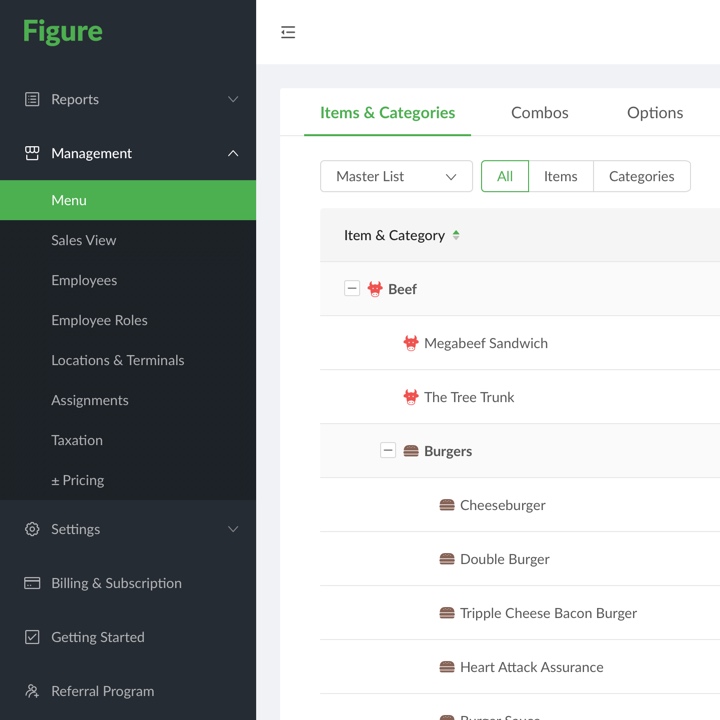 Figure
Reports
Management
Menu
Sales View
Employees
Employee Roles
Locations & Terminals
Assignments
Taxation
± Pricing
Settings
Billing & Subscription
Getting Started
Referral Program
Items & Categories Combos Options
Master List All Items Categories
Item & Category
Beef
Megabeef Sandwich
The Tree Trunk
Burgers
Cheeseburger
Double Burger
Tripple Cheese Bacon Burger
Heart Attack Assurance
Burger Sauce